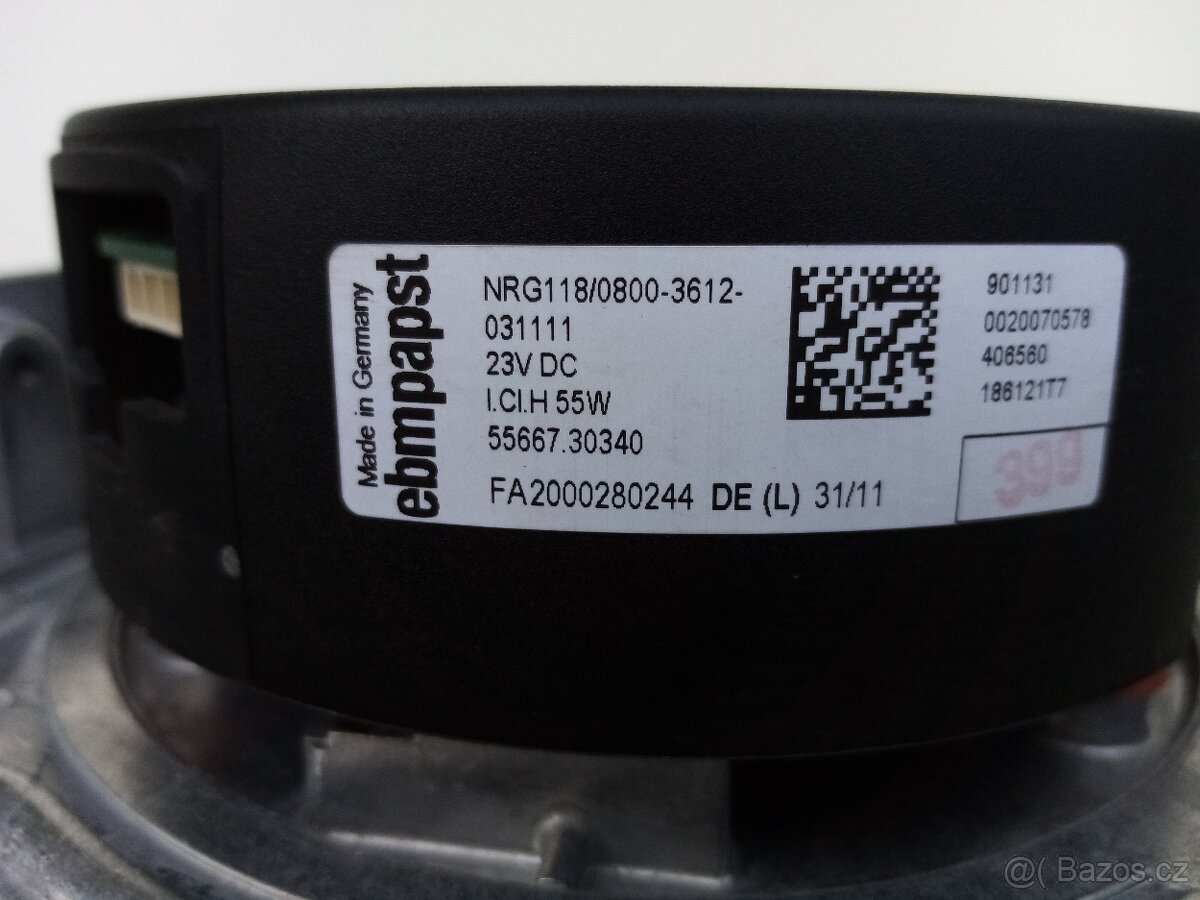 Made in Germany
ebmpapst
NRG118/0800-3612-
031111
23V DC
I.Cl.H 55W
55667.30340
FA2000280244 DE (L) 31/11
901131
0020070578
406560
186121T7
399
@( Bazos.cz